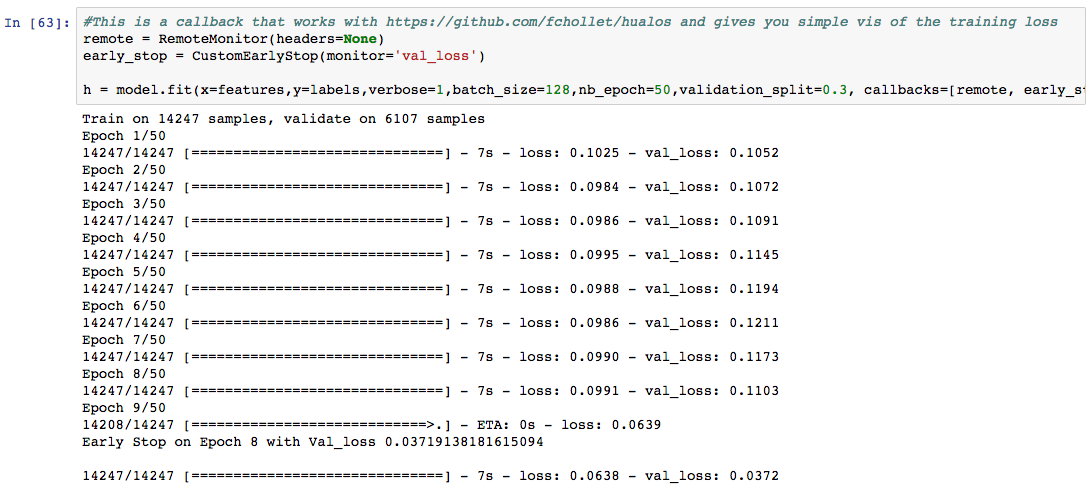 In [63]: #This is a callback that works with https://github.com/fchollet/hualos and gives you simple vis of the training loss
remote = RemoteMonitor(headers=None)
early_stop = CustomEarlyStop(monitor='val_loss')
h = model.fit(x=features,y=labels,verbose=1,batch_size=128,nb_epoch=50,validation_split=0.3, callbacks=[remote, early_st
Train on 14247 samples, validate on 6107 samples
Epoch 1/50
14247/14247 [==============================] - 7s - loss: 0.1025 - val_loss: 0.1052
Epoch 2/50
14247/14247 [==============================] - 7s - loss: 0.0984 - val_loss: 0.1072
Epoch 3/50
14247/14247 [==============================] - 7s - loss: 0.0986 - val_loss: 0.1091
Epoch 4/50
14247/14247 [==============================] - 7s - loss: 0.0995 - val_loss: 0.1145
Epoch 5/50
14247/14247 [==============================] - 7s - loss: 0.0988 - val_loss: 0.1194
Epoch 6/50
14247/14247 [==============================] - 7s - loss: 0.0986 - val_loss: 0.1211
Epoch 7/50
14247/14247 [==============================] - 7s - loss: 0.0990 - val_loss: 0.1173
Epoch 8/50
14247/14247 [==============================] - 7s - loss: 0.0991 - val_loss: 0.1103
Epoch 9/50
14208/14247 [============================>.] - ETA: 0s - loss: 0.0639
Early Stop on Epoch 8 with Val_loss 0.03719138181615094
14247/14247 [==============================] - 7s - loss: 0.0638 - val_loss: 0.0372